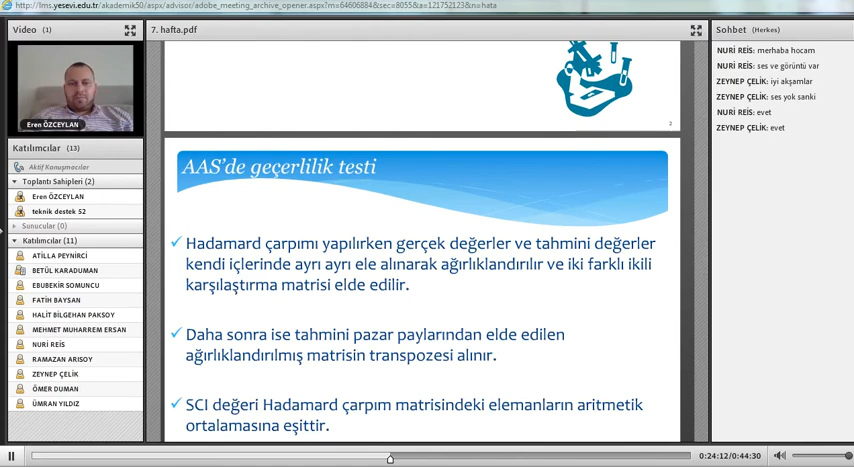 http://lms.yesevi.edu.tr/akademik50/aspx/advisor/adobe_meeting_archive_opener.aspx?m=64606884&sec=8055&a=121752123&n=hata
Video (1)
Eren ÖZCEYLAN
Katılımcılar (13)
Aktif Konuşmacılar
Toplantı Sahipleri (2)
Eren ÖZCEYLAN
teknik destek 52
Sunucular (0)
Katılımcılar (11)
ATİLLA PEYNİRCİ
BETÜL KARADUMAN
EBUBEKİR SOMUNCU
FATİH BAYSAN
HALİT BİLGEHAN PAKSOY
MEHMET MUHARREM ERSAN
NURİ REİS
RAMAZAN ARISOY
ZEYNEP ÇELİK
ÖMER DUMAN
ÜMRAN YILDIZ
7. hafta.pdf
2
AAS’de geçerlilik testi
Hadamard çarpımı yapılırken gerçek değerler ve tahmini değerler
kendi içlerinde ayrı ayrı ele alınarak ağırlıklandırılır ve iki farklı ikili
karşılaştırma matrisi elde edilir.
Daha sonra ise tahmini pazar paylarından elde edilen
ağırlıklandırılmış matrisin transpozesi alınır.
SCI değeri Hadamard çarpım matrisindeki elemanların aritmetik
ortalamasına eşittir.
Sohbet (Herkes)
NURİ REİS: merhaba hocam
NURİ REİS: ses ve görüntü var
ZEYNEP ÇELİK: iyi akşamlar
ZEYNEP ÇELİK: ses yok sanki
NURİ REİS: evet
ZEYNEP ÇELİK: evet
0:24:12/0:44:30